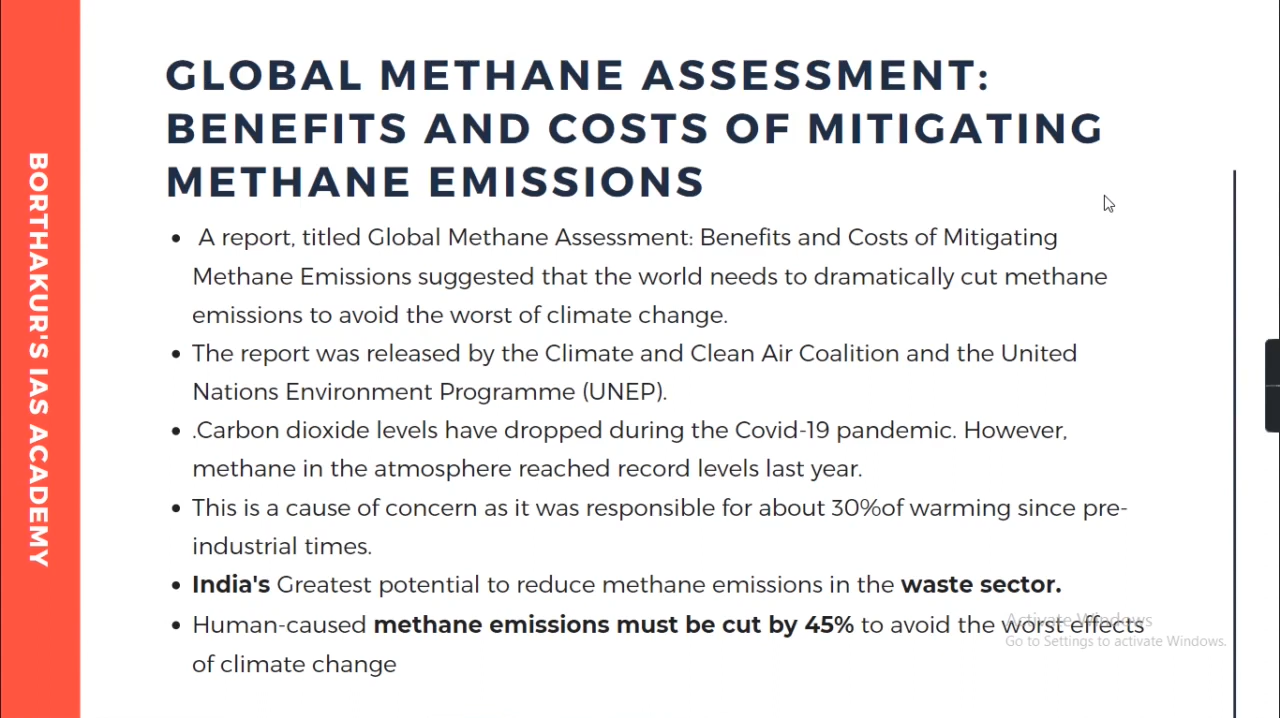 BORTHAKUR'S IAS ACADEMY
GLOBAL METHANE ASSESSMENT:
BENEFITS AND COSTS OF MITIGATING
METHANE EMISSIONS
• A report, titled Global Methane Assessment: Benefits and Costs of Mitigating
Methane Emissions suggested that the world needs to dramatically cut methane
emissions to avoid the worst of climate change.
• The report was released by the Climate and Clean Air Coalition and the United
Nations Environment Programme (UNEP).
• .Carbon dioxide levels have dropped during the Covid-19 pandemic. However,
methane in the atmosphere reached record levels last year.
• This is a cause of concern as it was responsible for about 30%of warming since pre-
industrial times.
• India's Greatest potential to reduce methane emissions in the waste sector.
• Human-caused methane emissions must be cut by 45% to avoid the worst effects
of climate change
Activate Windows
Go to Settings to activate Windows.